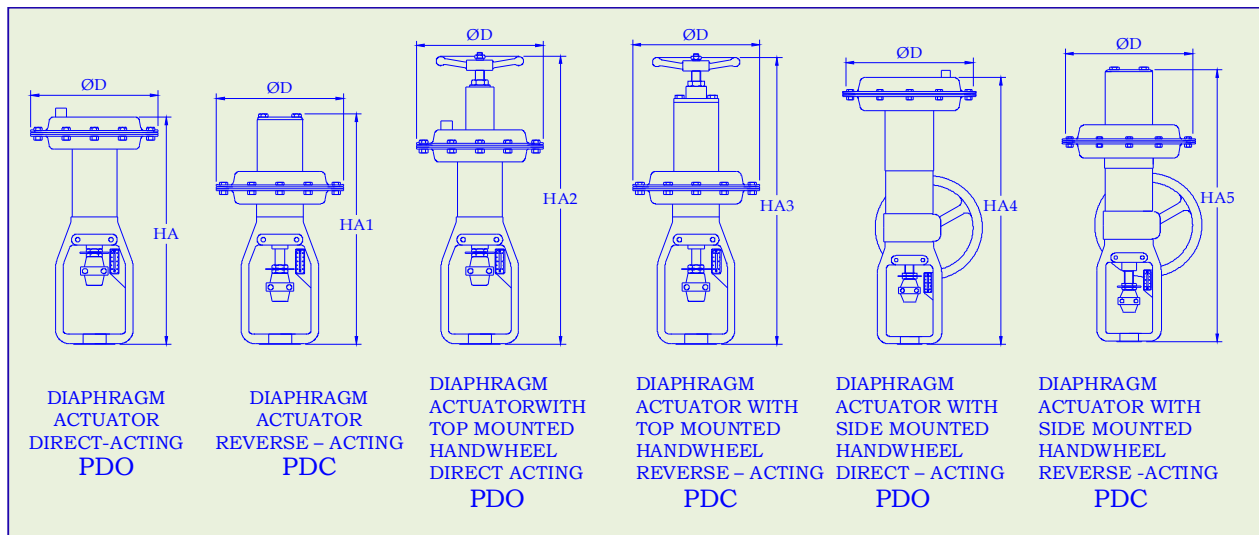 ØD
HA
DIAPHRAGM
ACTUATOR
DIRECT-ACTING
PDO
ØD
HA1
DIAPHRAGM
ACTUATOR
REVERSE – ACTING
PDC
ØD
HA2
DIAPHRAGM
ACTUATORWITH
TOP MOUNTED
HANDWHEEL
DIRECT ACTING
PDO
ØD
HA3
DIAPHRAGM
ACTUATOR WITH
TOP MOUNTED
HANDWHEEL
REVERSE – ACTING
PDC
ØD
HA4
DIAPHRAGM
ACTUATOR WITH
SIDE MOUNTED
HANDWHEEL
DIRECT – ACTING
PDO
ØD
HA5
DIAPHRAGM
ACTUATOR WITH
SIDE MOUNTED
HANDWHEEL
REVERSE -ACTING
PDC